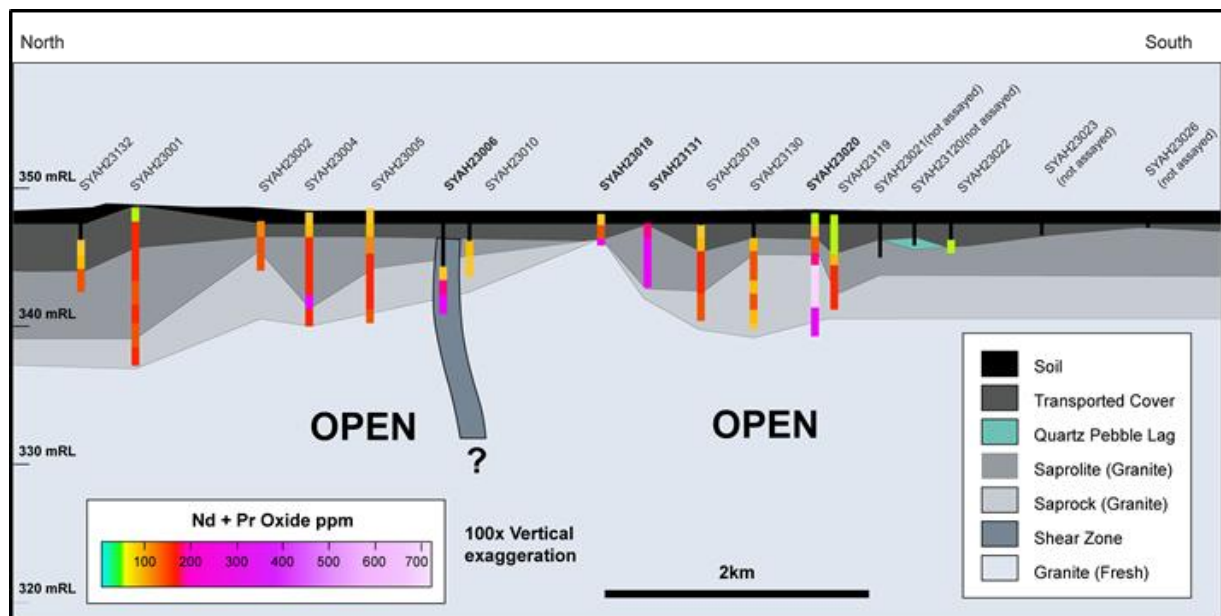 North
South
SYAH23132
SYAH23001
SYAH23002
SYAH23004
SYAH23005
SYAH23006
SYAH23010
SYAH23018
SYAH23131
SYAH23019
SYAH23130
SYAH23020
SYAH23119
SYAH23021(not assayed)
SYAH23120(not assayed)
SYAH23022
SYAH23023
(not assayed)
SYAH23026
(not assayed)
350 mRL
340 mRL
330 mRL
320 mRL
OPEN
OPEN
?
Nd + Pr Oxide ppm
100 200 300 400 500 600 700
100x Vertical
exaggeration
2km
Soil
Transported Cover
Quartz Pebble Lag
Saprolite (Granite)
Saprock (Granite)
Shear Zone
Granite (Fresh)